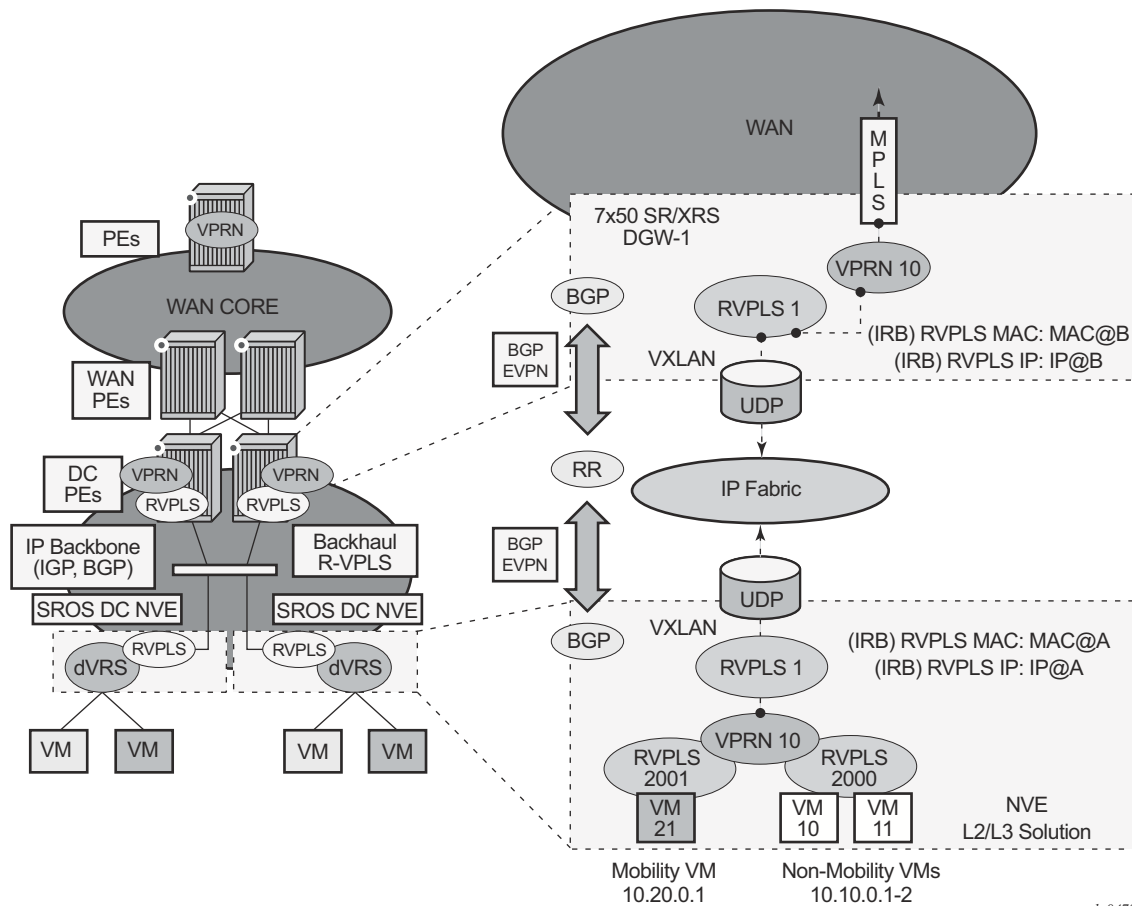 WAN
MPLS
7x50 SR/XRS
DGW-1
VPRN 10
BGP
RVPLS 1
(IRB) RVPLS MAC: MAC@B
(IRB) RVPLS IP: IP@B
BGP
EVPN
VXLAN
UDP
RR
IP Fabric
BGP
EVPN
UDP
VXLAN
BGP
RVPLS 1
(IRB) RVPLS MAC: MAC@A
(IRB) RVPLS IP: IP@A
VPRN 10
RVPLS
2001
RVPLS
2000
VM
21
VM
10
VM
11
NVE
L2/L3 Solution
Mobility VM
10.20.0.1
Non-Mobility VMs
10.10.0.1-2
PEs
VPRN
WAN CORE
WAN
PEs
DC
PEs
VPRN
RVPLS
VPRN
RVPLS
IP Backbone
(IGP, BGP)
Backhaul
R-VPLS
SROS DC NVE
SROS DC NVE
RVPLS
dVRS
RVPLS
dVRS
VM
VM
VM
VM